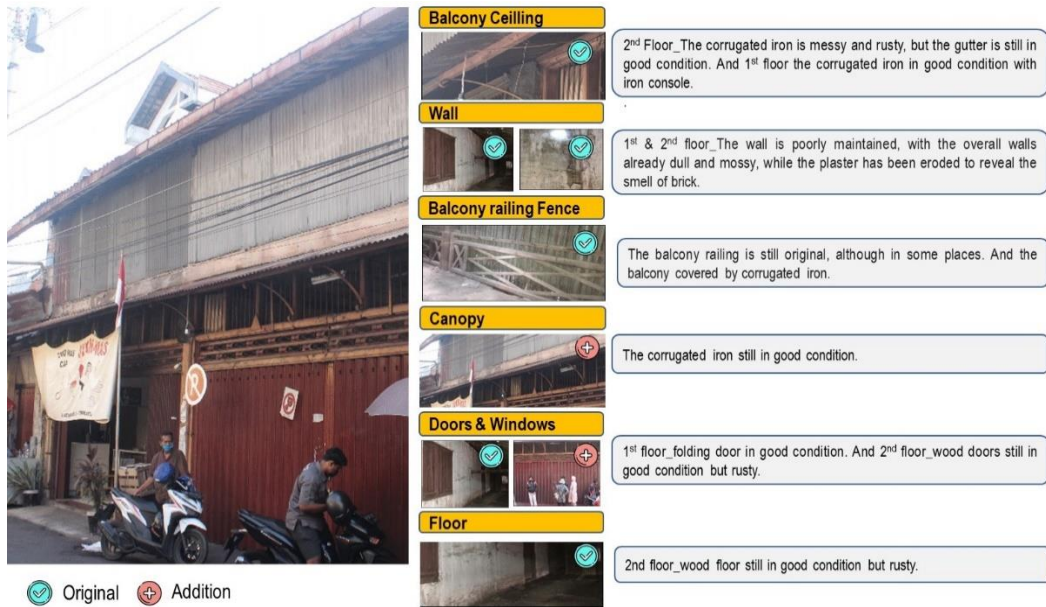 Balcony Ceilling
2nd Floor_The corrugated iron is messy and rusty, but the gutter is still in
good condition. And 1st floor the corrugated iron in good condition with
iron console.
.
Wall
1st & 2nd floor_The wall is poorly maintained, with the overall walls
already dull and mossy, while the plaster has been eroded to reveal the
smell of brick.
Balcony railing Fence
The balcony railing is still original, although in some places. And the
balcony covered by corrugated iron.
Canopy
The corrugated iron still in good condition.
Doors & Windows
1st floor_folding door in good condition. And 2nd floor_wood doors still in
good condition but rusty.
Floor
2nd floor_wood floor still in good condition but rusty.
Original
Addition